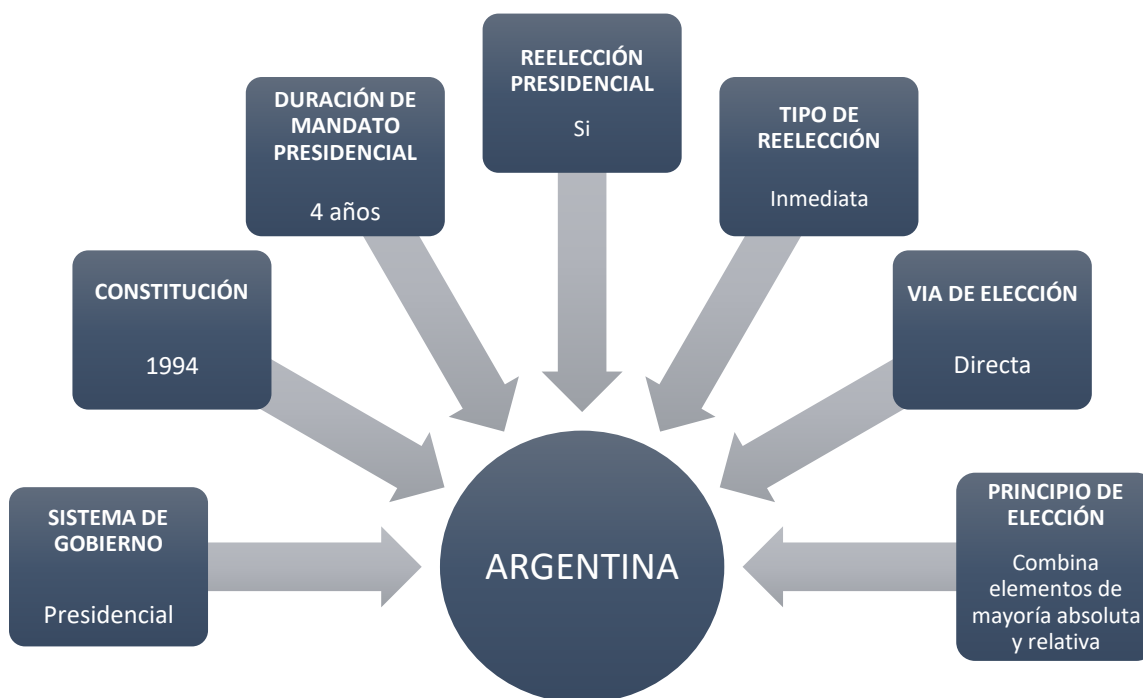 SISTEMA DE
GOBIERNO
Presidencial
CONSTITUCIÓN
1994
DURACIÓN DE
MANDATO
PRESIDENCIAL
4 años
REELECCIÓN
PRESIDENCIAL
Si
TIPO DE
REELECCIÓN
Inmediata
VIA DE ELECCIÓN
Directa
PRINCIPIO DE
ELECCIÓN
Combina
elementos de
mayoría absoluta
y relativa
ARGENTINA